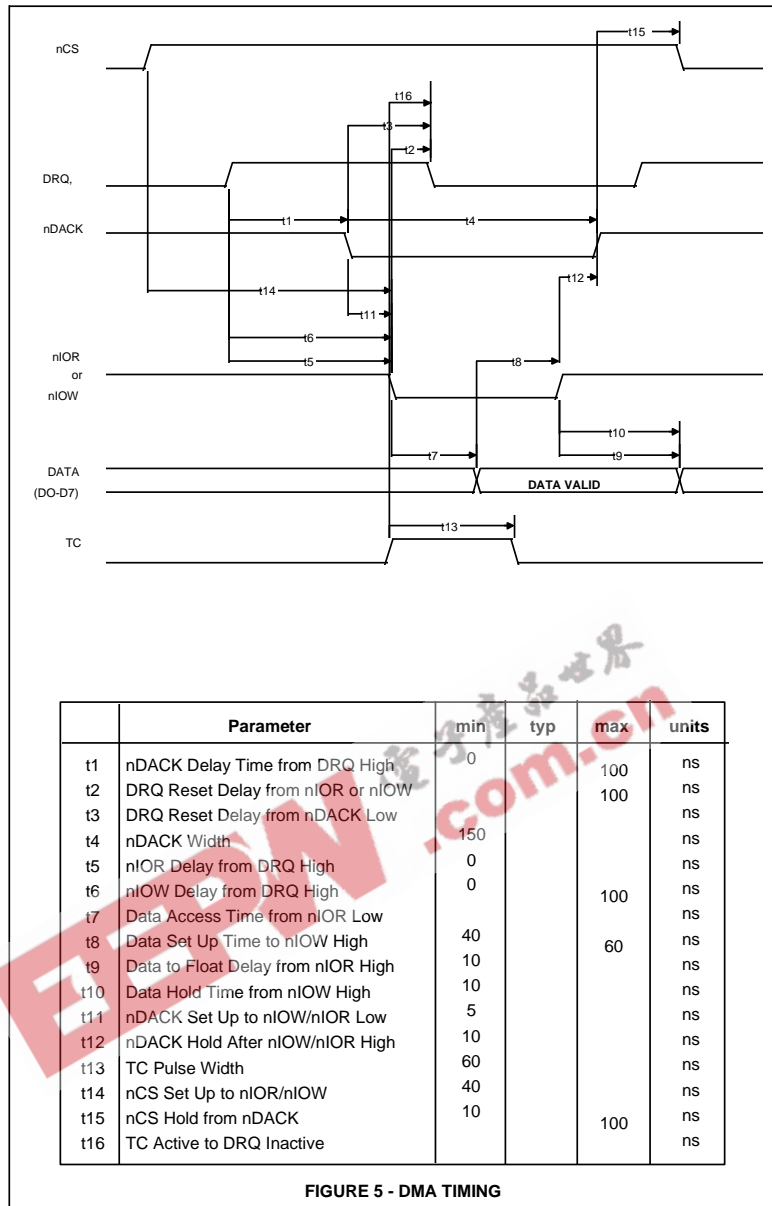 t15
nCS
t16
t3
t2
DRQ,
t1
t4
nDACK
t12
t14
t11
t6
nIOR
t5
t8
or
nIOW
t10
t7
t9
DATA
(DO-D7)
DATA VALID
t13
TC
Parameter min typ max units
t1 nDACK Delay Time from DRQ High 0 100 ns
t2 DRQ Reset Delay from nIOR or nIOW 100 ns
t3 DRQ Reset Delay from nDACK Low ns
t4 nDACK Width 150 ns
t5 nIOR Delay from DRQ High 0 ns
t6 nIOW Delay from DRQ High 0 100 ns
t7 Data Access Time from nIOR Low ns
t8 Data Set Up Time to nIOW High 40 60 ns
t9 Data to Float Delay from nIOR High 10 ns
t10 Data Hold Time from nIOW High 10 ns
t11 nDACK Set Up to nIOW/nIOR Low 5 ns
t12 nDACK Hold After nIOW/nIOR High 10 ns
t13 TC Pulse Width 60 ns
t14 nCS Set Up to nIOR/nIOW 40 ns
t15 nCS Hold from nDACK 10 100 ns
t16 TC Active to DRQ Inactive ns
EEPW.com.cn
電子產品世界
FIGURE 5 - DMA TIMING